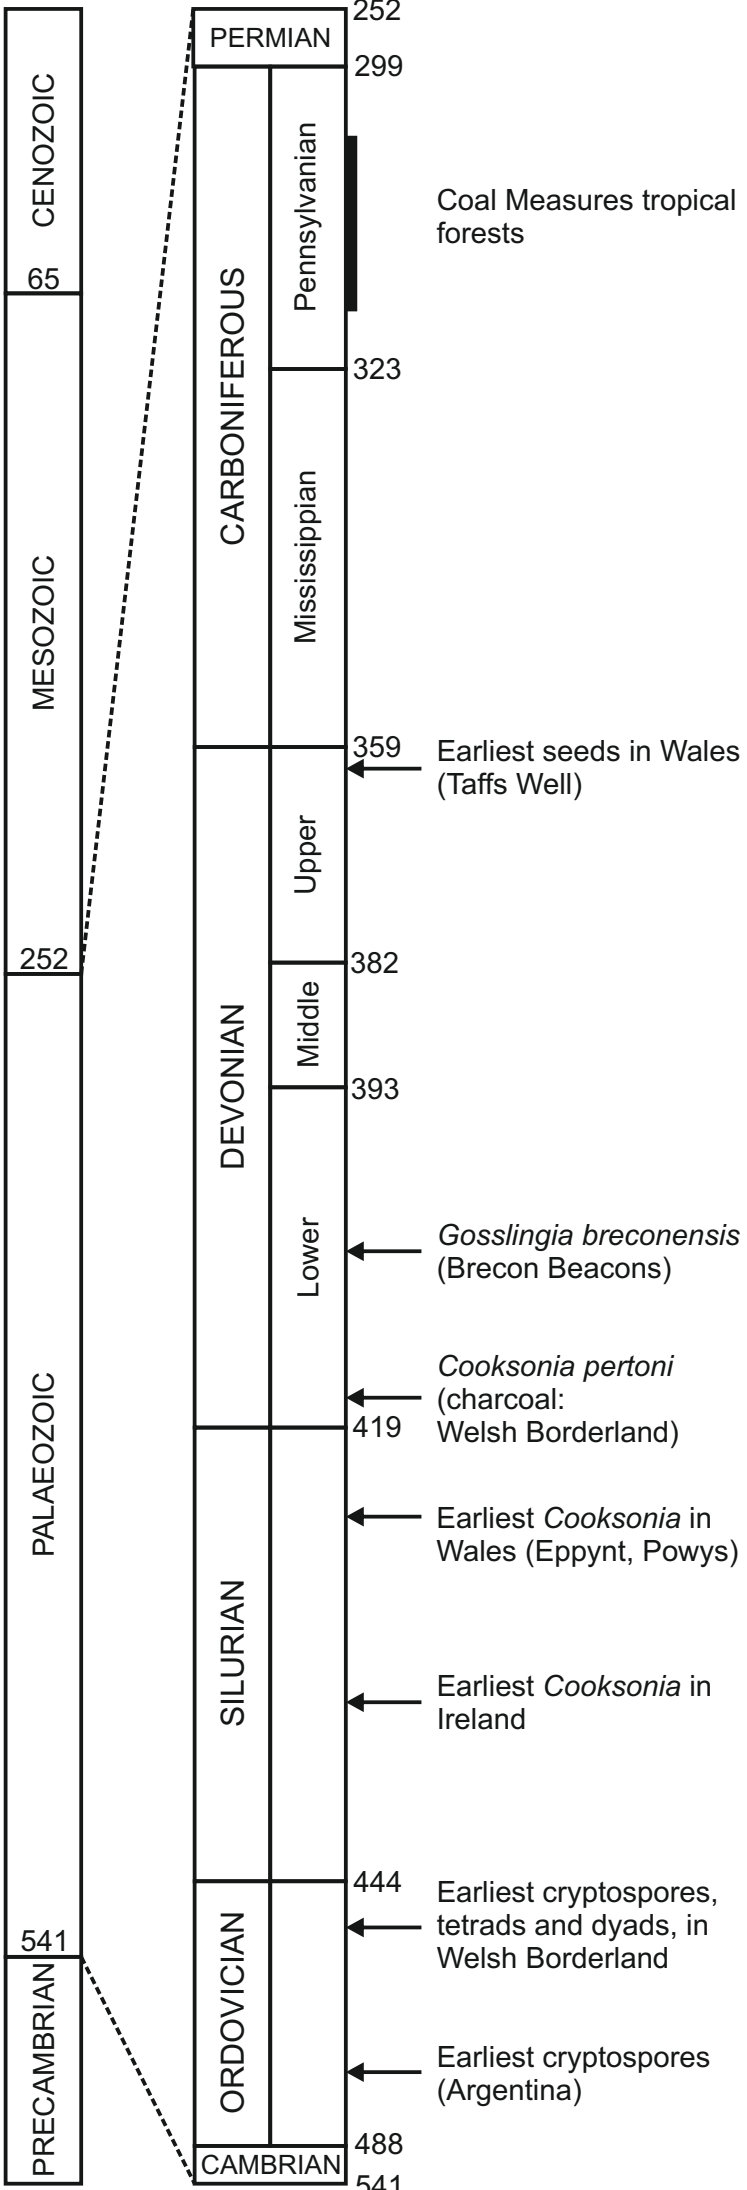 CENOZOIC
65
MESOZOIC
252
PALAEOZOIC
541
PRECAMBRIAN
252
PERMIAN
299
CARBONIFEROUS
Pennsylvanian
Coal Measures tropical
forests
323
Mississippian
359
Earliest seeds in Wales
(Taffs Well)
DEVONIAN
Upper
382
Middle
393
Lower
Gosslingia breconensis
(Brecon Beacons)
Cooksonia pertoni
(charcoal:
Welsh Borderland)
419
SILURIAN
Earliest Cooksonia in
Wales (Eppynt, Powys)
Earliest Cooksonia in
Ireland
444
ORDOVICIAN
Earliest cryptospores,
tetrads and dyads, in
Welsh Borderland
Earliest cryptospores
(Argentina)
488
CAMBRIAN
541